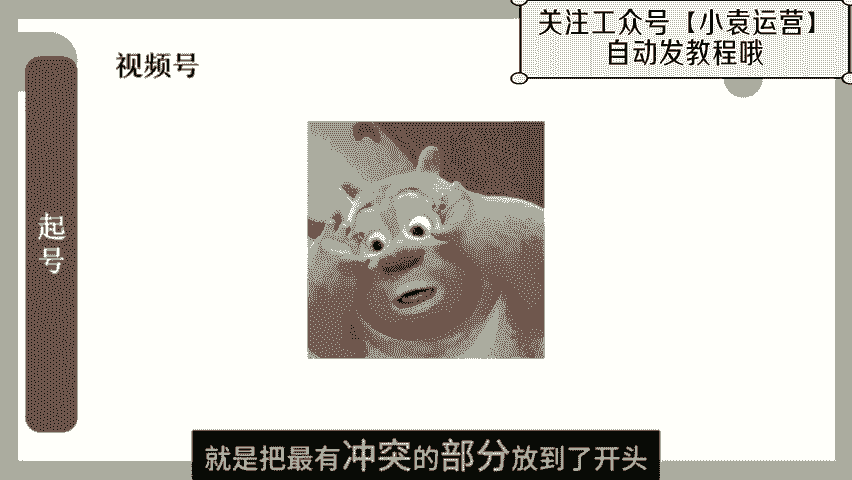 关注工众号【小袁运营】
自动发教程哦
视频号
起号
就是把最有冲突的部分放到了开头